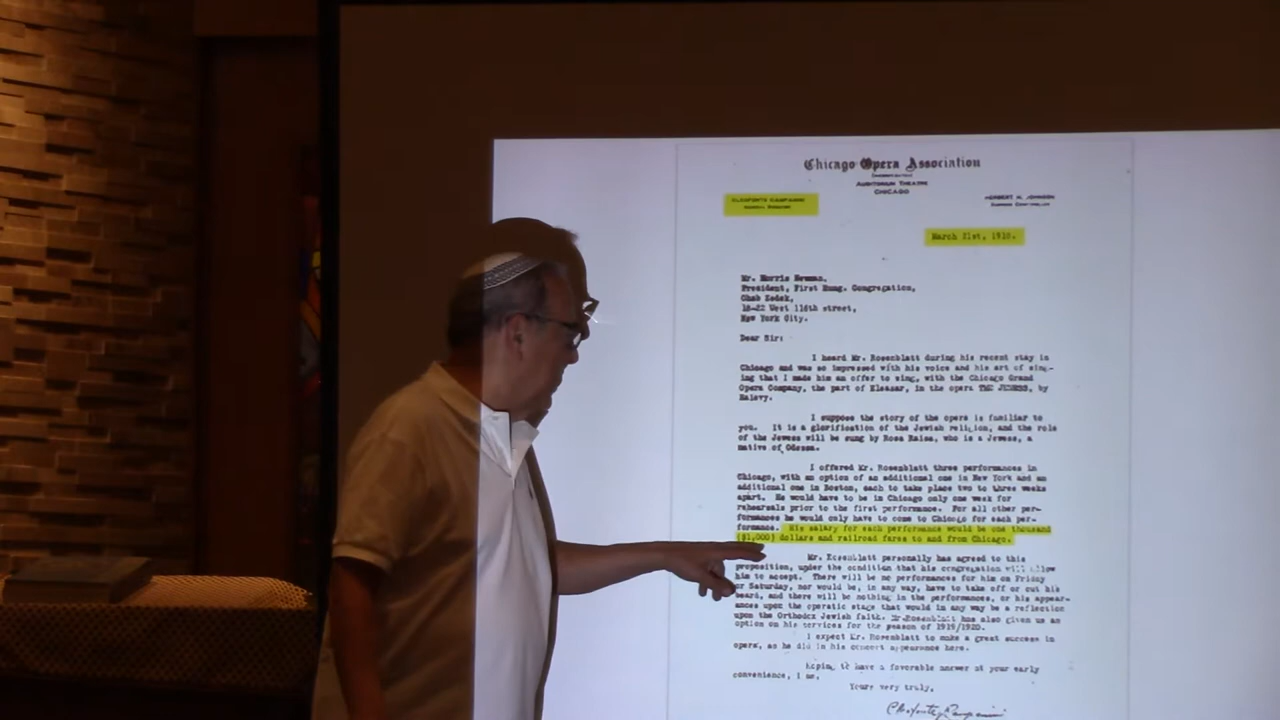 Chicago Opera Association
AUDITORIUM THEATRE
CHICAGO
CLEOFONTE CAMPANINI
GENERAL DIRECTOR
HERBERT M. JOHNSON
March 21st, 1918.
Mr. Morris Newman,
President, First Hung. Congregation,
Ohab Zedek,
18-22 West 116th street,
New York City.
Dear Sir:
I heard Mr. Rosenblatt during his recent stay in
Chicago and was so impressed with his voice and his art of sing-
ing that I made him an offer to sing, with the Chicago Grand
Opera Company, the part of Eleazar, in the opera THE JEWESS, by
Halevy.
I suppose the story of the opera is familiar to
you. It is a glorification of the Jewish religion, and the role
of the Jewess will be sung by Rosa Raisa, who is a Jewess, a
native of Odessa.
I offered Mr. Rosenblatt three performances in
Chicago, with an option of an additional one in New York and an
additional one in Boston, each to take place two to three weeks
apart. He would have to be in Chicago only one week for
rehearsals prior to the first performance. For all other per-
formances he would only have to come to Chicago for each per-
formance. His salary for each performance would be one thousand
($1,000) dollars and railroad fares to and from Chicago.
Mr. Rosenblatt personally has agreed to this
proposition, under the condition that his congregation will allow
him to accept. There will be no performances for him on Friday
or Saturday, nor would he, in any way, have to take off or cut his
beard, and there will be nothing in the performances, or his appear-
ances upon the operatic stage that would in any way be a reflection
upon the Orthodox Jewish faith. Mr. Rosenblatt has also given us an
option on his services for the season of 1919/1920.
I expect Mr. Rosenblatt to make a great success in
opera, as he did in his concert appearance here.
Hoping to have a favorable answer at your early
convenience, I am,
Yours very truly,
Cleofonte Campanini